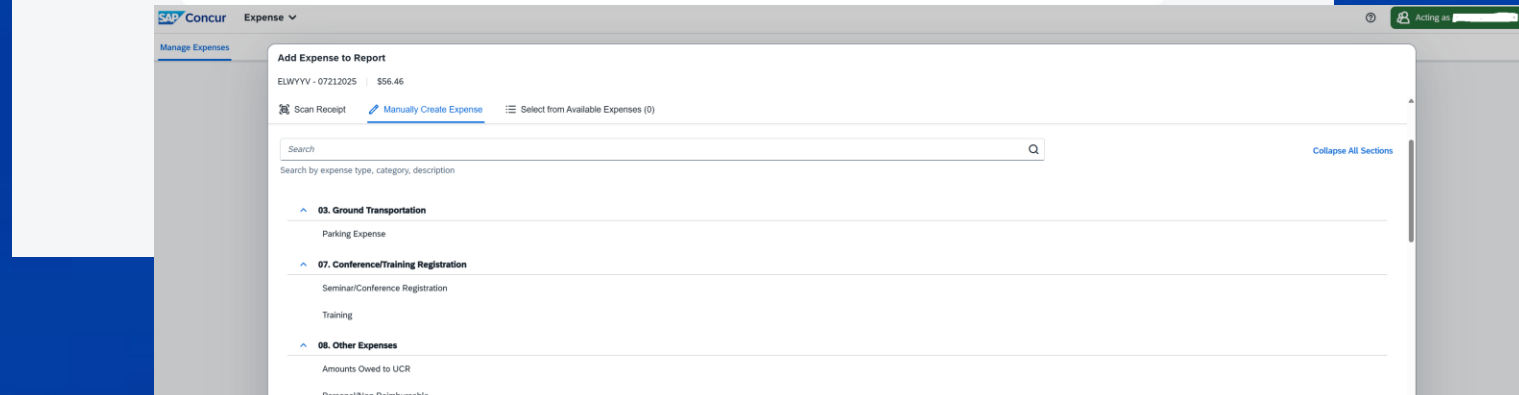 SAP Concur Expense
Acting as
Manage Expenses
Add Expense to Report
ELWYYV - 07212025 | $56.46
Scan Receipt Manually Create Expense Select from Available Expenses (0)
Search
Collapse All Sections
Search by expense type, category, description
03. Ground Transportation
Parking Expense
07. Conference/Training Registration
Seminar/Conference Registration
Training
08. Other Expenses
Amounts Owed to UCR